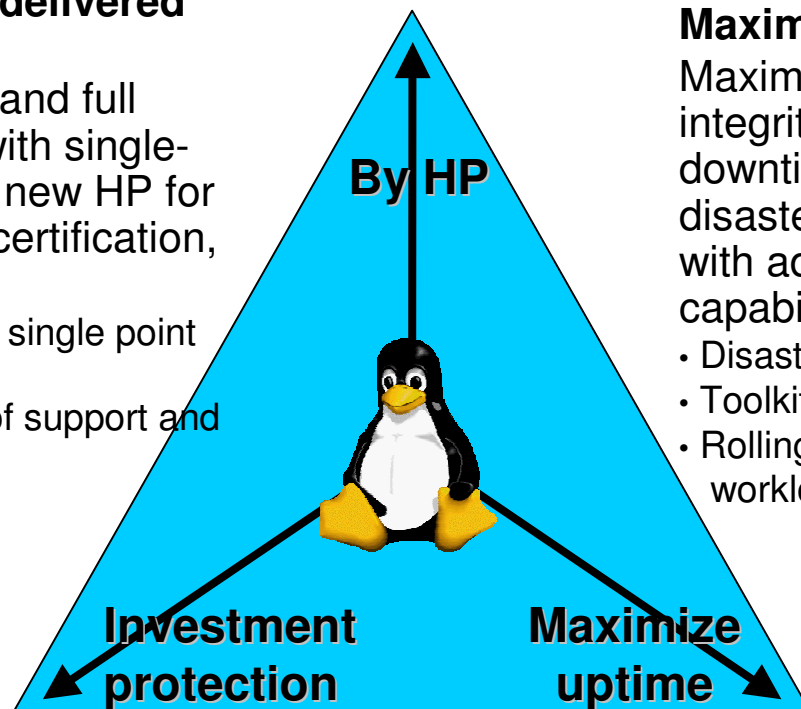 delivered
and full
with single-
new HP for
certification,
single point
of support and
By HP
Investment
protection
Maximize
uptime
Maxim
Maxim
integrit
downti
disaste
with ad
capabi
• Disast
• Toolkit
• Rolling
workl